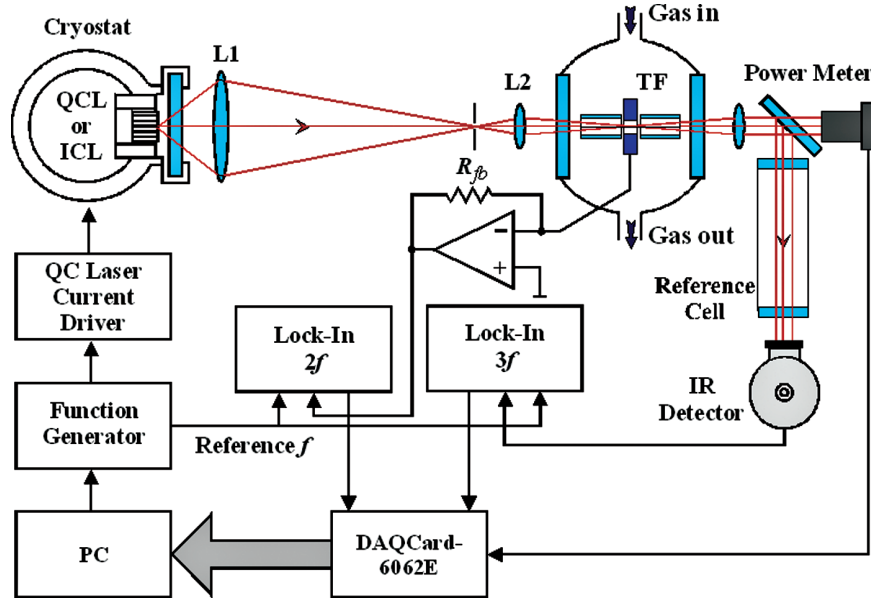 Cryostat
QCL
or
ICL
L1
L2
Gas in
TF
Power Meter
Rfb
-
+
Gas out
Reference
Cell
QC Laser
Current
Driver
Lock-In
2f
Lock-In
3f
IR
Detector
Function
Generator
Reference f
PC
DAQCard-
6062E